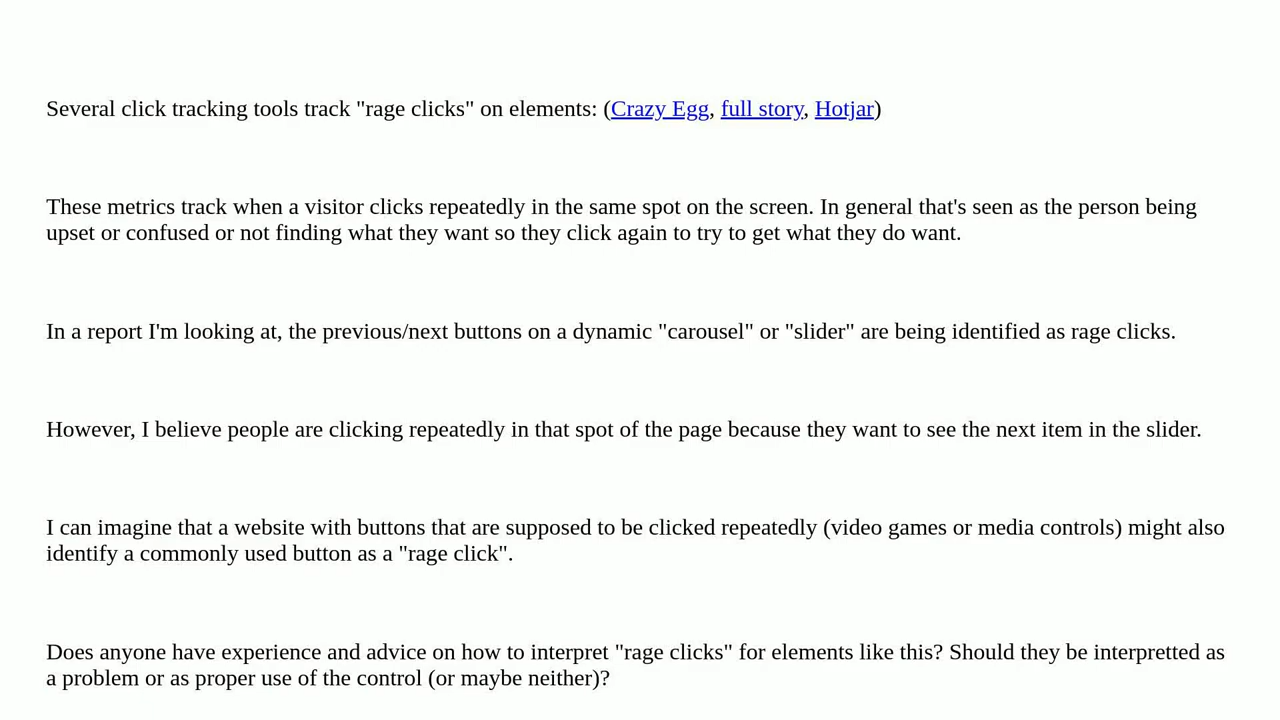 Several click tracking tools track "rage clicks" on elements: (Crazy Egg, full story, Hotjar)
These metrics track when a visitor clicks repeatedly in the same spot on the screen. In general that's seen as the person being
upset or confused or not finding what they want so they click again to try to get what they do want.
In a report I'm looking at, the previous/next buttons on a dynamic "carousel" or "slider" are being identified as rage clicks.
However, I believe people are clicking repeatedly in that spot of the page because they want to see the next item in the slider.
I can imagine that a website with buttons that are supposed to be clicked repeatedly (video games or media controls) might also
identify a commonly used button as a "rage click".
Does anyone have experience and advice on how to interpret "rage clicks" for elements like this? Should they be interpretted as
a problem or as proper use of the control (or maybe neither)?